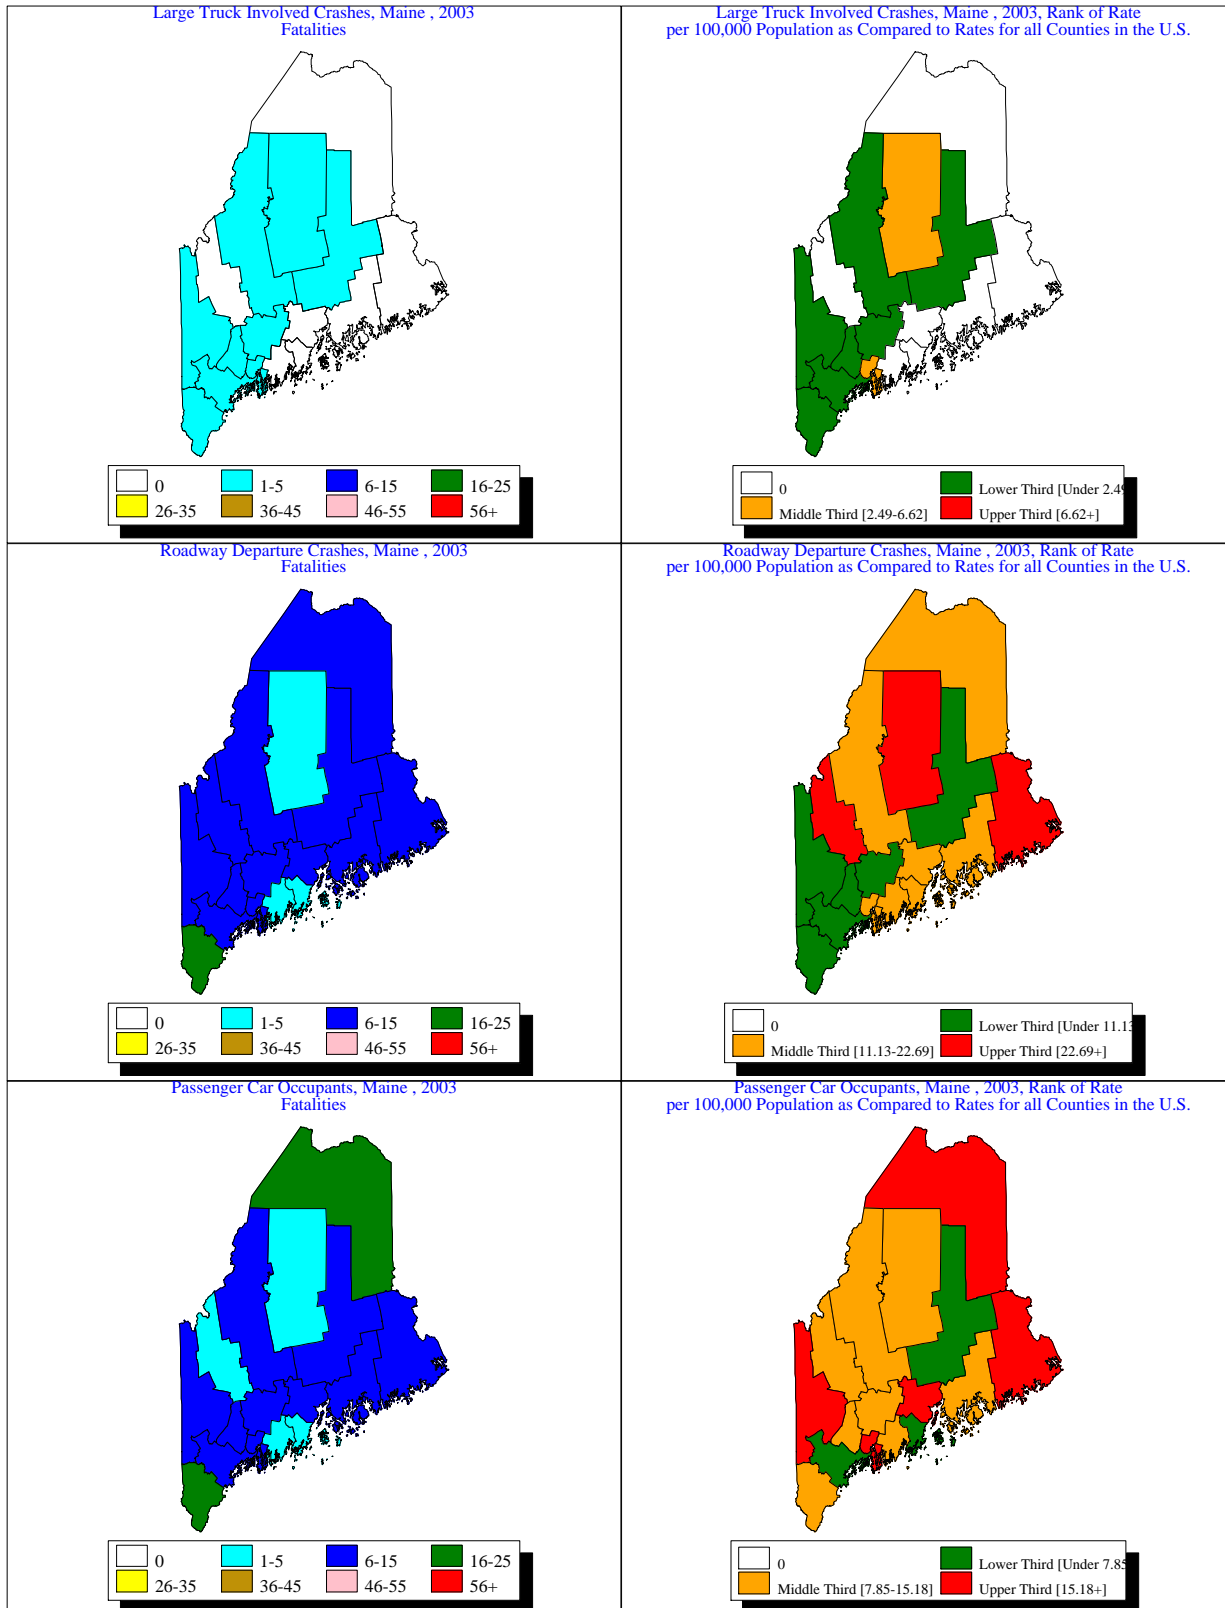 Large Truck Involved Crashes, Maine , 2003
Fatalities
0
1-5
6-15
16-25
26-35
36-45
46-55
56+
Large Truck Involved Crashes, Maine , 2003, Rank of Rate
per 100,000 Population as Compared to Rates for all Counties in the U.S.
0
Lower Third [Under 2.49
Middle Third [2.49-6.62]
Upper Third [6.62+]
Roadway Departure Crashes, Maine , 2003
Fatalities
0
1-5
6-15
16-25
26-35
36-45
46-55
56+
Roadway Departure Crashes, Maine , 2003, Rank of Rate
per 100,000 Population as Compared to Rates for all Counties in the U.S.
0
Lower Third [Under 11.13
Middle Third [11.13-22.69]
Upper Third [22.69+]
Passenger Car Occupants, Maine , 2003
Fatalities
0
1-5
6-15
16-25
26-35
36-45
46-55
56+
Passenger Car Occupants, Maine , 2003, Rank of Rate
per 100,000 Population as Compared to Rates for all Counties in the U.S.
0
Lower Third [Under 7.85
Middle Third [7.85-15.18]
Upper Third [15.18+]